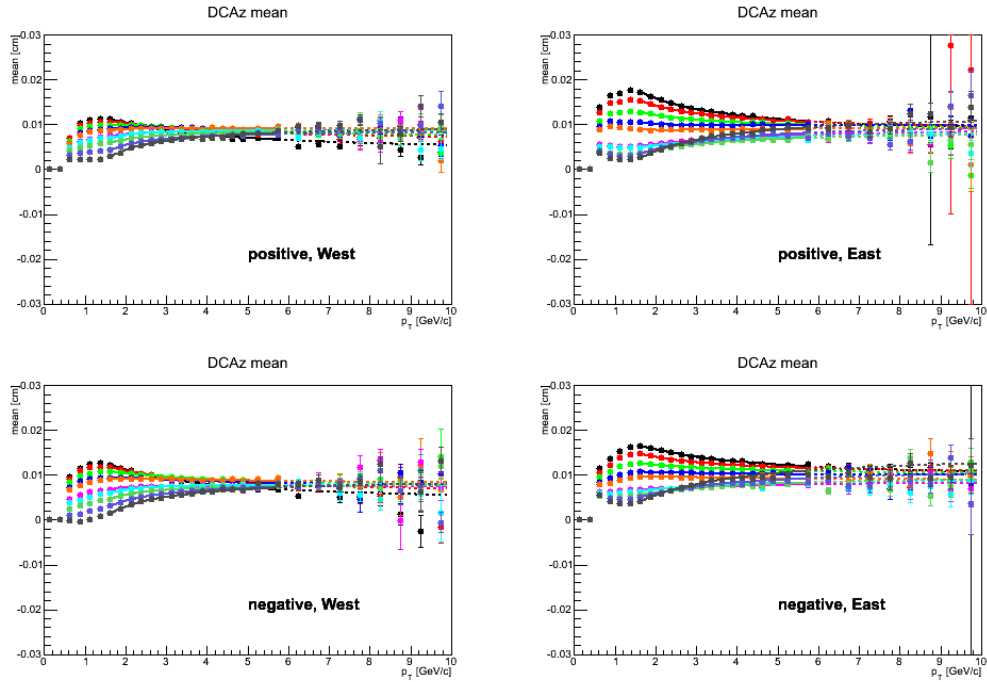 DCAz mean
mean [cm]
-0.03
0.02
0.01
0
-0.01
-0.02
-0.03
positive, West
0 1 2 3 4 5 6 7 8 9 10
p_T [GeV/c]
DCAz mean
mean [cm]
-0.03
0.02
0.01
0
-0.01
-0.02
-0.03
positive, East
0 1 2 3 4 5 6 7 8 9 10
p_T [GeV/c]
DCAz mean
mean [cm]
-0.03
0.02
0.01
0
-0.01
-0.02
-0.03
negative, West
0 1 2 3 4 5 6 7 8 9 10
p_T [GeV/c]
DCAz mean
mean [cm]
-0.03
0.02
0.01
0
-0.01
-0.02
-0.03
negative, East
0 1 2 3 4 5 6 7 8 9 10
p_T [GeV/c]